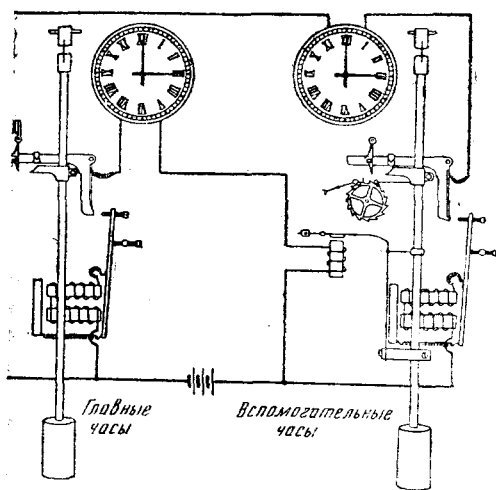 Главные
часы
Вспомогательные
часы